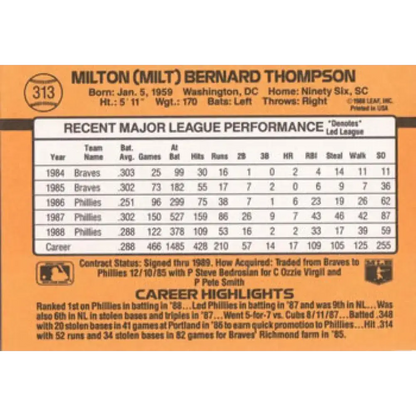 313
MILTON (MILT) BERNARD THOMPSON
Born: Jan. 5, 1959 Washington, DC Home: Ninety Six, SC
Ht.: 5' 11" Wgt.: 170 Bats: Left Throws: Right
©1988 LEAF, INC.
Printed in USA
RECENT MAJOR LEAGUE PERFORMANCE "Denotes" Led League
Year Team Name Bat. Avg. Games At Bat Hits Runs 2B 3B HR RBI Steal Walk SO
1984 Braves .303 25 99 30 16 1 0 2 4 14 11 11
1985 Braves .302 73 182 55 17 7 2 0 6 9 7 36
1986 Phillies .251 96 299 75 38 7 1 6 23 19 26 62
1987 Phillies .302 150 527 159 86 26 9 7 43 46 42 87
1988 Phillies .288 122 378 109 53 16 2 2 33 17 39 59
Career .288 466 1485 428 210 57 14 17 109 105 125 255
Contract Status: Signed thru 1989. How Acquired: Traded from Braves to
Phillies 12/10/85 with P Steve Bedrosian for C Ozzie Virgil and
P Pete Smith
CAREER HIGHLIGHTS
Ranked 1st on Phillies in batting in '88... Led Phillies in batting in '87 and was 9th in NL... Was
also 6th in NL in stolen bases and triples in '87... Went 5-for-7 vs. Cubs 8/11/87... Batted .348
with 20 stolen bases in 41 games at Portland in '86 to earn quick promotion to Phillies... Hit .314
with 52 runs and 34 stolen bases in 82 games for Braves' Richmond farm in '85.